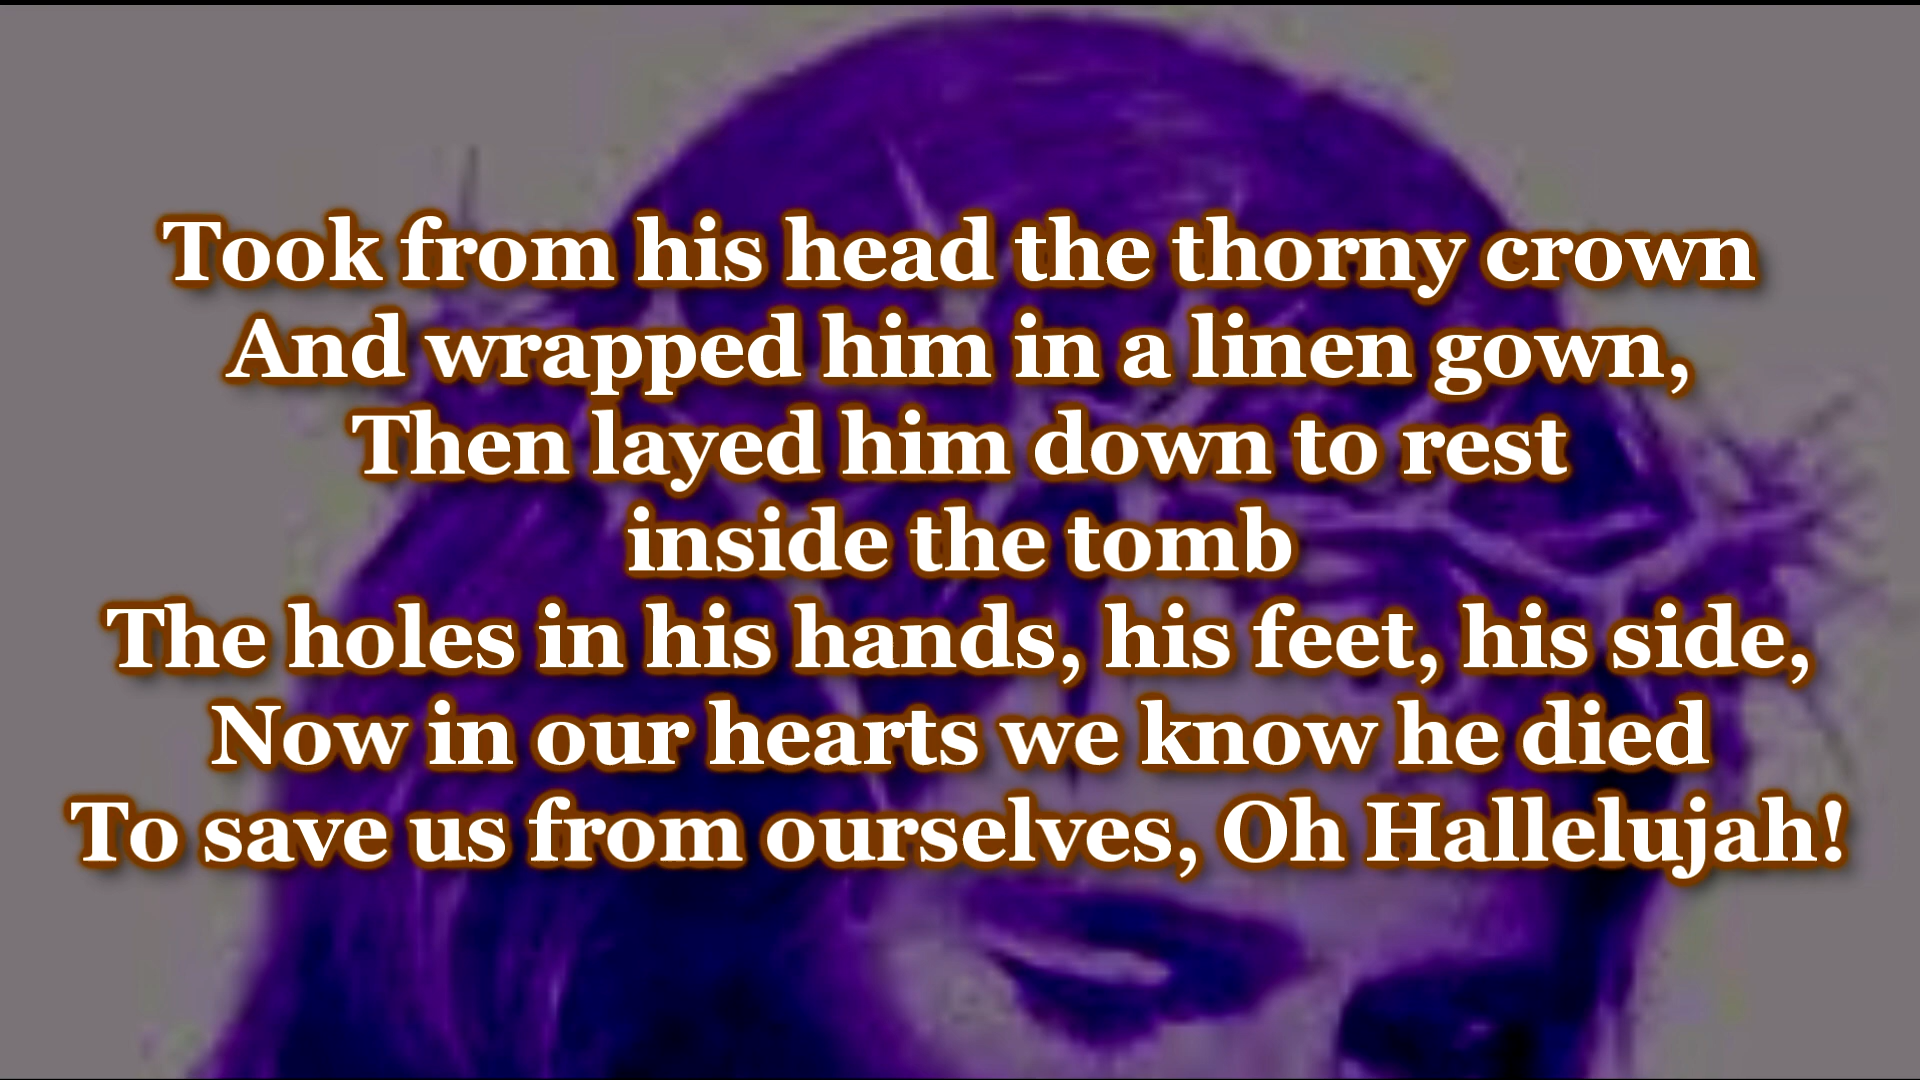 Took from his head the thorny crown
And wrapped him in a linen gown,
Then layed him down to rest
inside the tomb
The holes in his hands, his feet, his side,
Now in our hearts we know he died
To save us from ourselves, Oh Hallelujah!